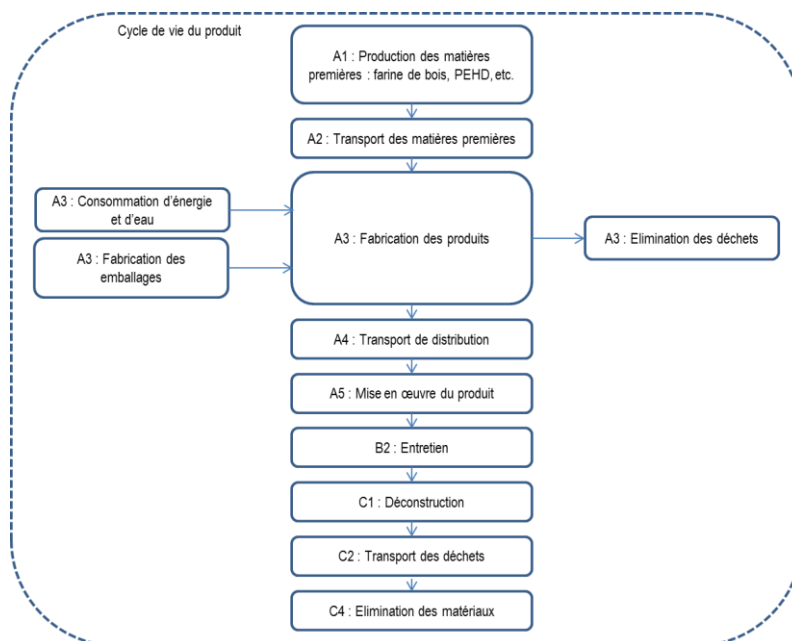 Cycle de vie du produit
A1 : Production des matières
premières : farine de bois, PEHD, etc.
A2 : Transport des matières premières
A3 : Consommation d'énergie
et d'eau
A3 : Fabrication des
emballages
A3 : Fabrication des produits
A3 : Elimination des déchets
A4 : Transport de distribution
A5 : Mise en œuvre du produit
B2 : Entretien
C1 : Déconstruction
C2 : Transport des déchets
C4 : Elimination des matériaux